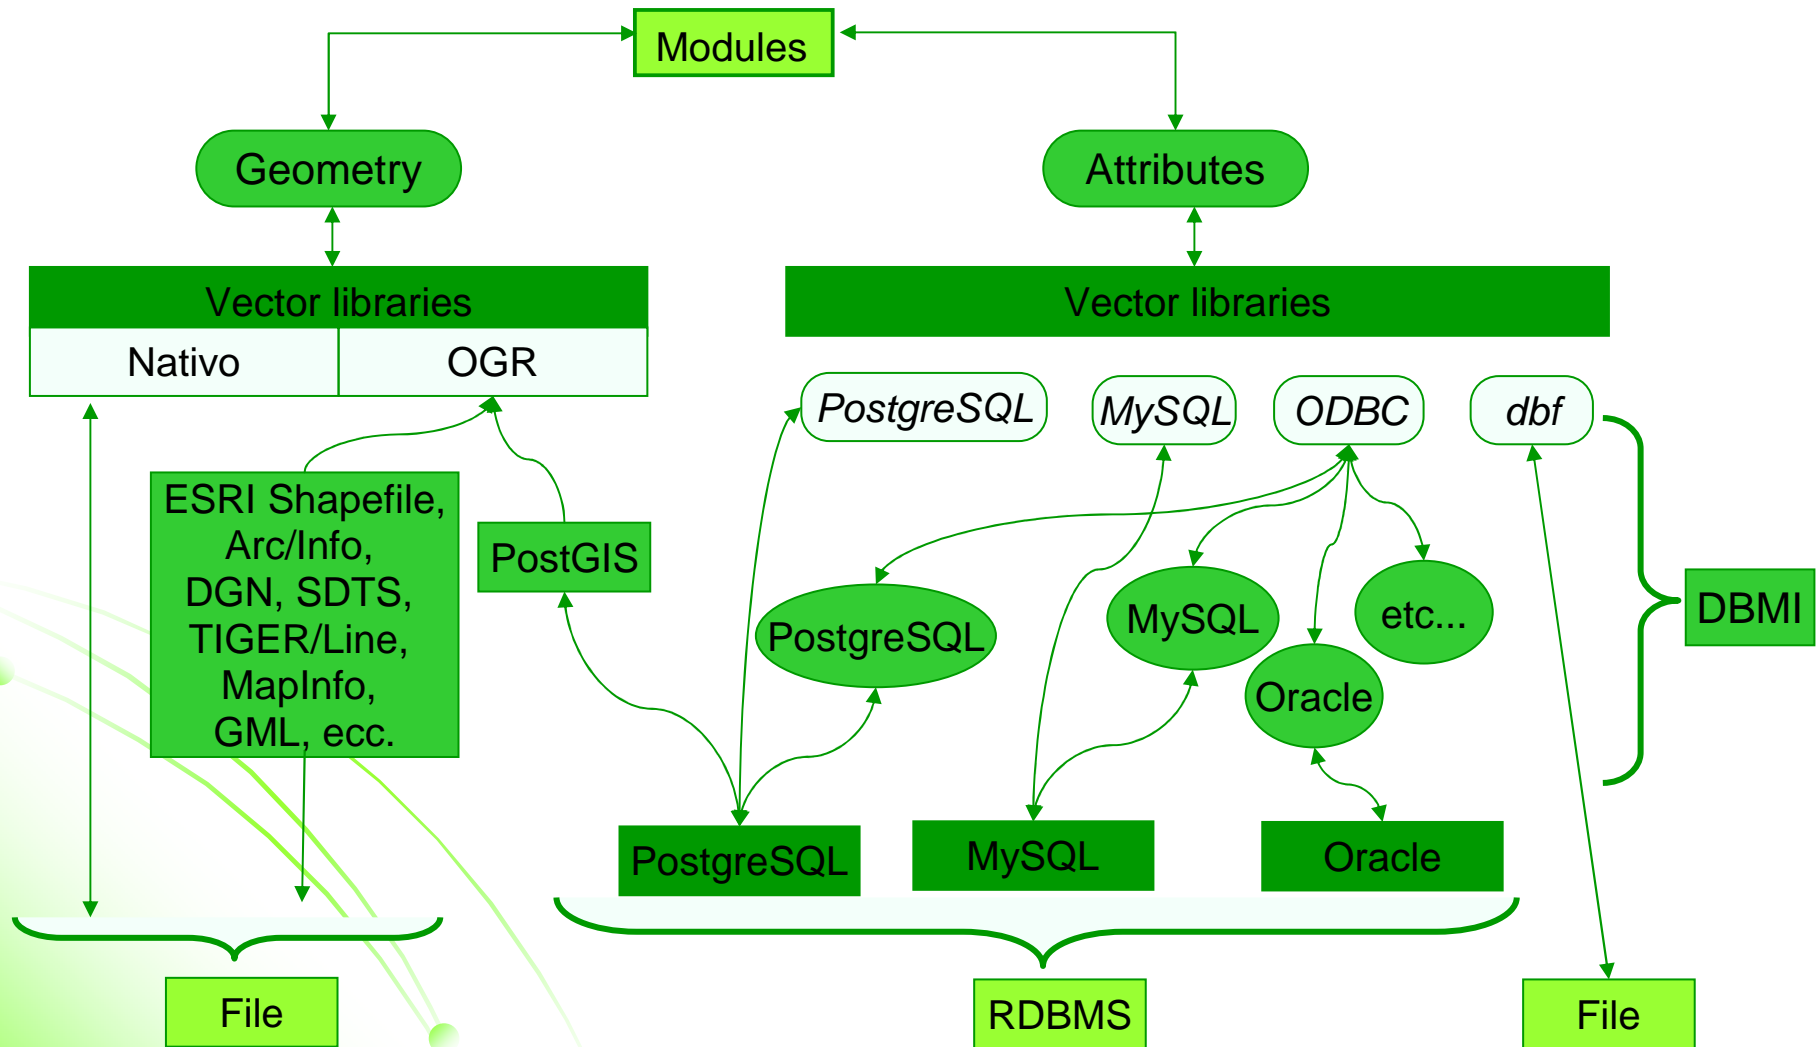 Modules
Geometry
Attributes
Vector libraries
Nativo
OGR
Vector libraries
PostgreSQL
MySQL
ODBC
dbf
ESRI Shapefile,
Arc/Info,
DGN, SDTS,
TIGER/Line,
MapInfo,
GML, ecc.
PostGIS
PostgreSQL
MySQL
etc...
Oracle
DBMI
PostgreSQL
MySQL
Oracle
File
RDBMS
File